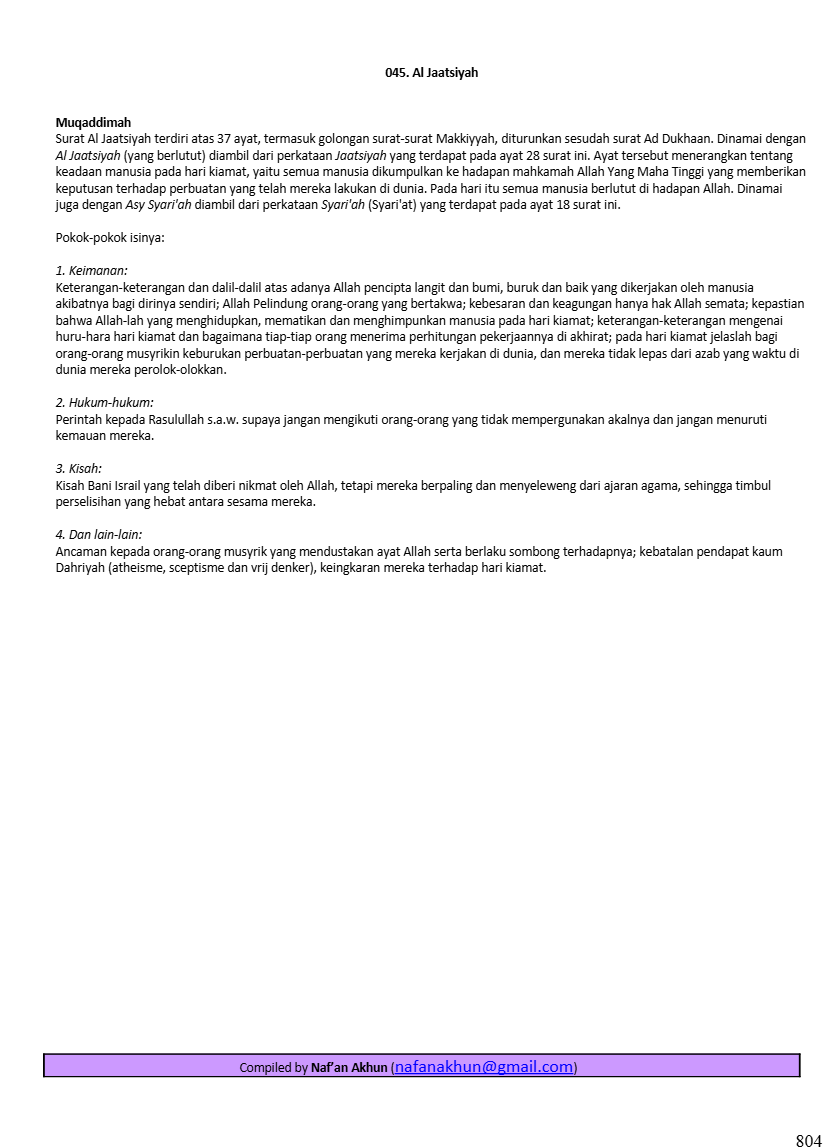 045. Al Jaatsiyah
Muqaddimah
Surat Al Jaatsiyah terdiri atas 37 ayat, termasuk golongan surat-surat Makkiyyah, diturunkan sesudah surat Ad Dukhaan. Dinamai dengan
Al Jaatsiyah (yang berlutut) diambil dari perkataan Jaatsiyah yang terdapat pada ayat 28 surat ini. Ayat tersebut menerangkan tentang
keadaan manusia pada hari kiamat, yaitu semua manusia dikumpulkan ke hadapan mahkamah Allah Yang Maha Tinggi yang memberikan
keputusan terhadap perbuatan yang telah mereka lakukan di dunia. Pada hari itu semua manusia berlutut di hadapan Allah. Dinamai
juga dengan Asy Syari'ah diambil dari perkataan Syari'ah (Syari'at) yang terdapat pada ayat 18 surat ini.
Pokok-pokok isinya:
1. Keimanan:
Keterangan-keterangan dan dalil-dalil atas adanya Allah pencipta langit dan bumi, buruk dan baik yang dikerjakan oleh manusia
akibatnya bagi dirinya sendiri; Allah Pelindung orang-orang yang bertakwa; kebesaran dan keagungan hanya hak Allah semata; kepastian
bahwa Allah-lah yang menghidupkan, mematikan dan menghimpunkan manusia pada hari kiamat; keterangan-keterangan mengenai
huru-hara hari kiamat dan bagaimana tiap-tiap orang menerima perhitungan pekerjaannya di akhirat; pada hari kiamat jelaslah bagi
orang-orang musyrikin keburukan perbuatan-perbuatan yang mereka kerjakan di dunia, dan mereka tidak lepas dari azab yang waktu di
dunia mereka perolok-olokkan.
2. Hukum-hukum:
Perintah kepada Rasulullah s.a.w. supaya jangan mengikuti orang-orang yang tidak mempergunakan akalnya dan jangan menuruti
kemauan mereka.
3. Kisah:
Kisah Bani Israil yang telah diberi nikmat oleh Allah, tetapi mereka berpaling dan menyeleweng dari ajaran agama, sehingga timbul
perselisihan yang hebat antara sesama mereka.
4. Dan lain-lain:
Ancaman kepada orang-orang musyrik yang mendustakan ayat Allah serta berlaku sombong terhadapnya; kebatalan pendapat kaum
Dahriyah (atheisme, sceptisme dan vrij denker), keingkaran mereka terhadap hari kiamat.
Compiled by Naf’an Akhun (nafanakhun@gmail.com)
804